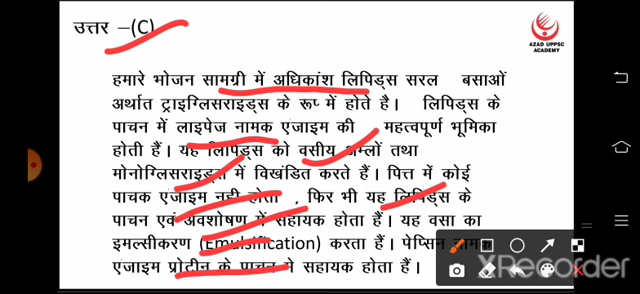 उत्तर –(C)
AZAD UPPSC
ACADEMY
हमारे भोजन सामग्री में अधिकांश लिपिड्स सरल बसाओं
अर्थात ट्राइग्लिसराइड्स के रूप में होते है। लिपिड्स के
पाचन में लाइपेज नामक एंजाइम की महत्वपूर्ण भूमिका
होती हैं। यह लिपिड्स को वसीय अम्लों तथा
मोनोग्लिसराइड्स में विखंडित करते हैं। पित्त में कोई
पाचक एंजाइम नही होता , फिर भी यह लिपिड्स के
पाचन एवं अवशोषण में सहायक होता हैं। यह वसा का
इमल्सीकरण (Emulsification) करता हैं। पेप्सिन नामक
एंजाइम प्रोटीन के पाचन मे सहायक होता हैं।
XRecorder